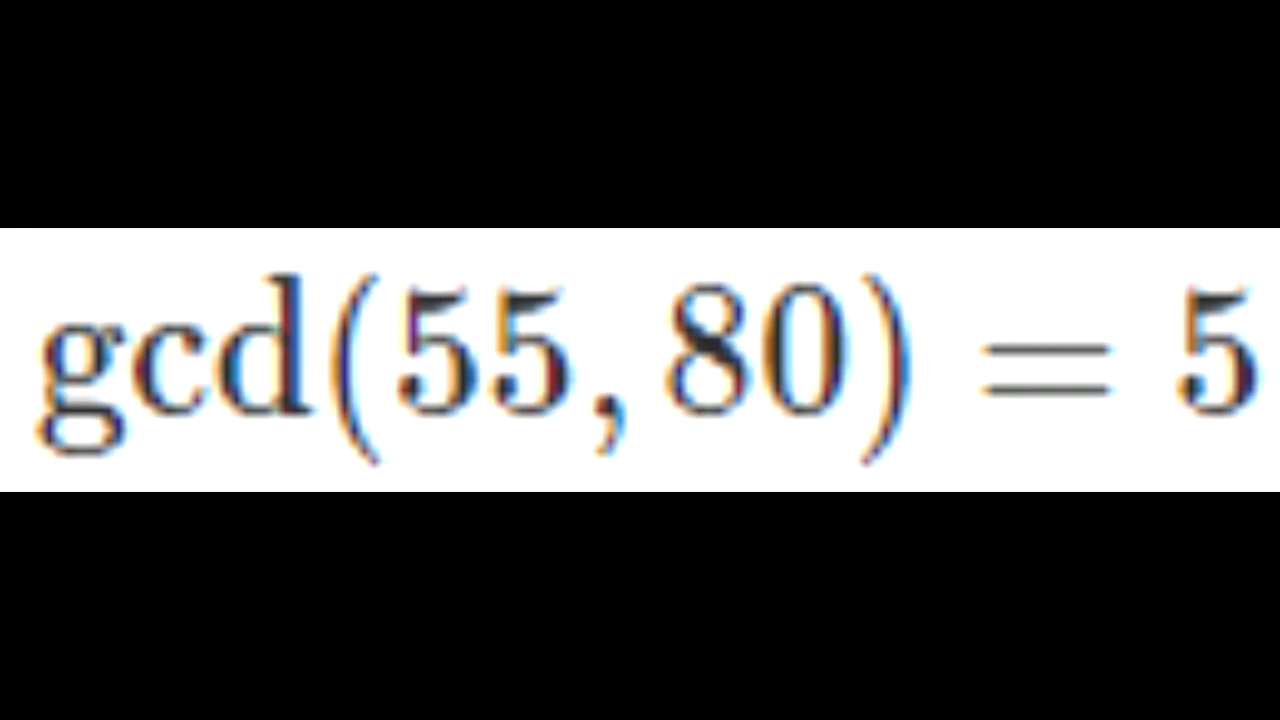 gcd(55, 80) = 5